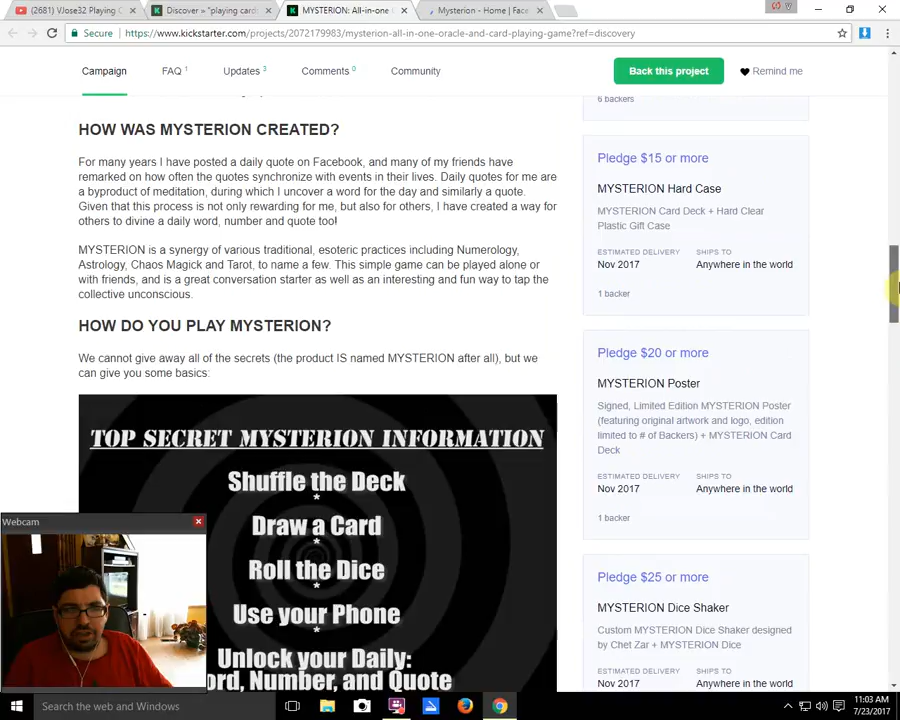 (2681) VJose32 Playing C
Discover » "playing card
MYSTERION: All-in-one
Mysterion - Home | Face
Secure
https://www.kickstarter.com/projects/2072179983/mysterion-all-in-one-oracle-and-card-playing-game?ref=discovery
Campaign
FAQ 1
Updates 3
Comments 0
Community
Back this project
Remind me
HOW WAS MYSTERION CREATED?
For many years I have posted a daily quote on Facebook, and many of my friends have
remarked on how often the quotes synchronize with events in their lives. Daily quotes for me are
a byproduct of meditation, during which I uncover a word for the day and similarly a quote.
Given that this process is not only rewarding for me, but also for others, I have created a way for
others to divine a daily word, number and quote too!
MYSTERION is a synergy of various traditional, esoteric practices including Numerology,
Astrology, Chaos Magick and Tarot, to name a few. This simple game can be played alone or
with friends, and is a great conversation starter as well as an interesting and fun way to tap the
collective unconscious.
HOW DO YOU PLAY MYSTERION?
We cannot give away all of the secrets (the product IS named MYSTERION after all), but we
can give you some basics:
TOP SECRET MYSTERION INFORMATION
Shuffle the Deck
*
Draw a Card
*
Roll the Dice
*
Use your Phone
*
Unlock your Daily:
ord, Number, and Quote
6 backers
Pledge $15 or more
MYSTERION Hard Case
MYSTERION Card Deck + Hard Clear
Plastic Gift Case
ESTIMATED DELIVERY
SHIPS TO
Nov 2017
Anywhere in the world
1 backer
Pledge $20 or more
MYSTERION Poster
Signed, Limited Edition MYSTERION Poster
(featuring original artwork and logo, edition
limited to # of Backers) + MYSTERION Card
Deck
ESTIMATED DELIVERY
SHIPS TO
Nov 2017
Anywhere in the world
1 backer
Pledge $25 or more
MYSTERION Dice Shaker
Custom MYSTERION Dice Shaker designed
by Chet Zar + MYSTERION Dice
ESTIMATED DELIVERY
SHIPS TO
Nov 2017
Anywhere in the world
Webcam
Search the web and Windows
11:03 AM
7/23/2017